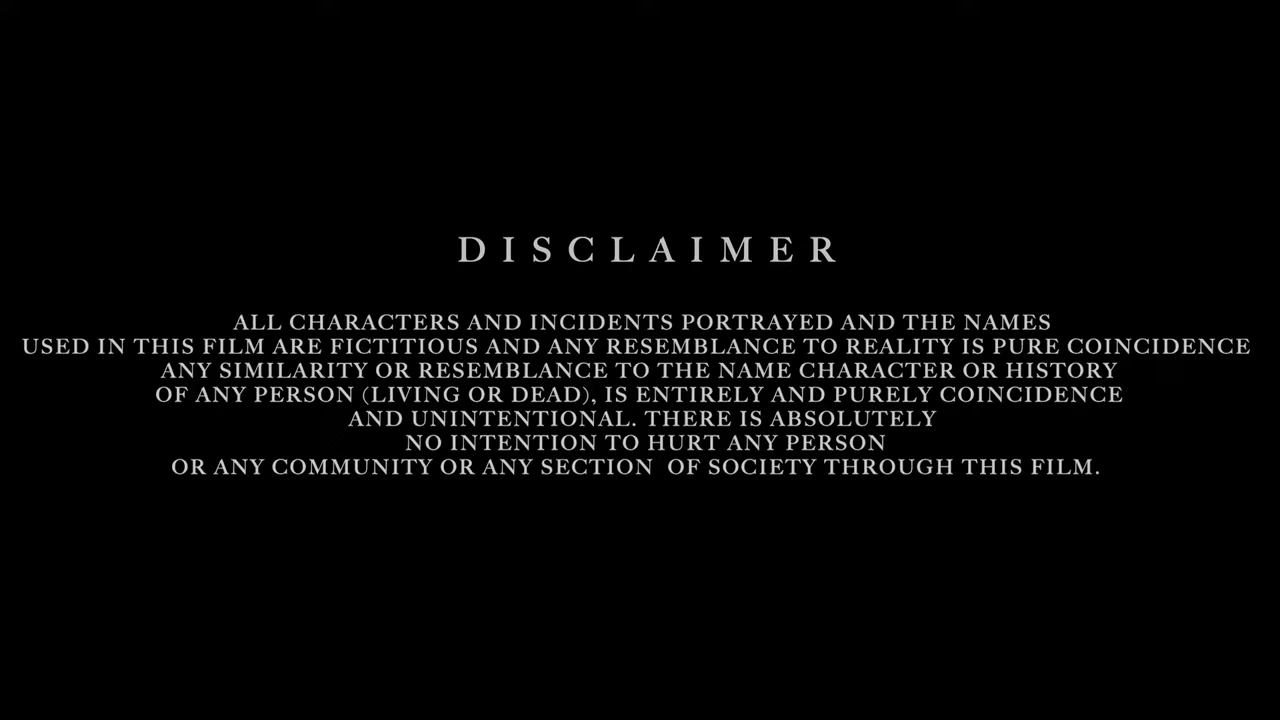 DISCLAIMER
ALL CHARACTERS AND INCIDENTS PORTRAYED AND THE NAMES
USED IN THIS FILM ARE FICTITIOUS AND ANY RESEMBLANCE TO REALITY IS PURE COINCIDENCE
ANY SIMILARITY OR RESEMBLANCE TO THE NAME CHARACTER OR HISTORY
OF ANY PERSON (LIVING OR DEAD), IS ENTIRELY AND PURELY COINCIDENCE
AND UNINTENTIONAL. THERE IS ABSOLUTELY
NO INTENTION TO HURT ANY PERSON
OR ANY COMMUNITY OR ANY SECTION OF SOCIETY THROUGH THIS FILM.